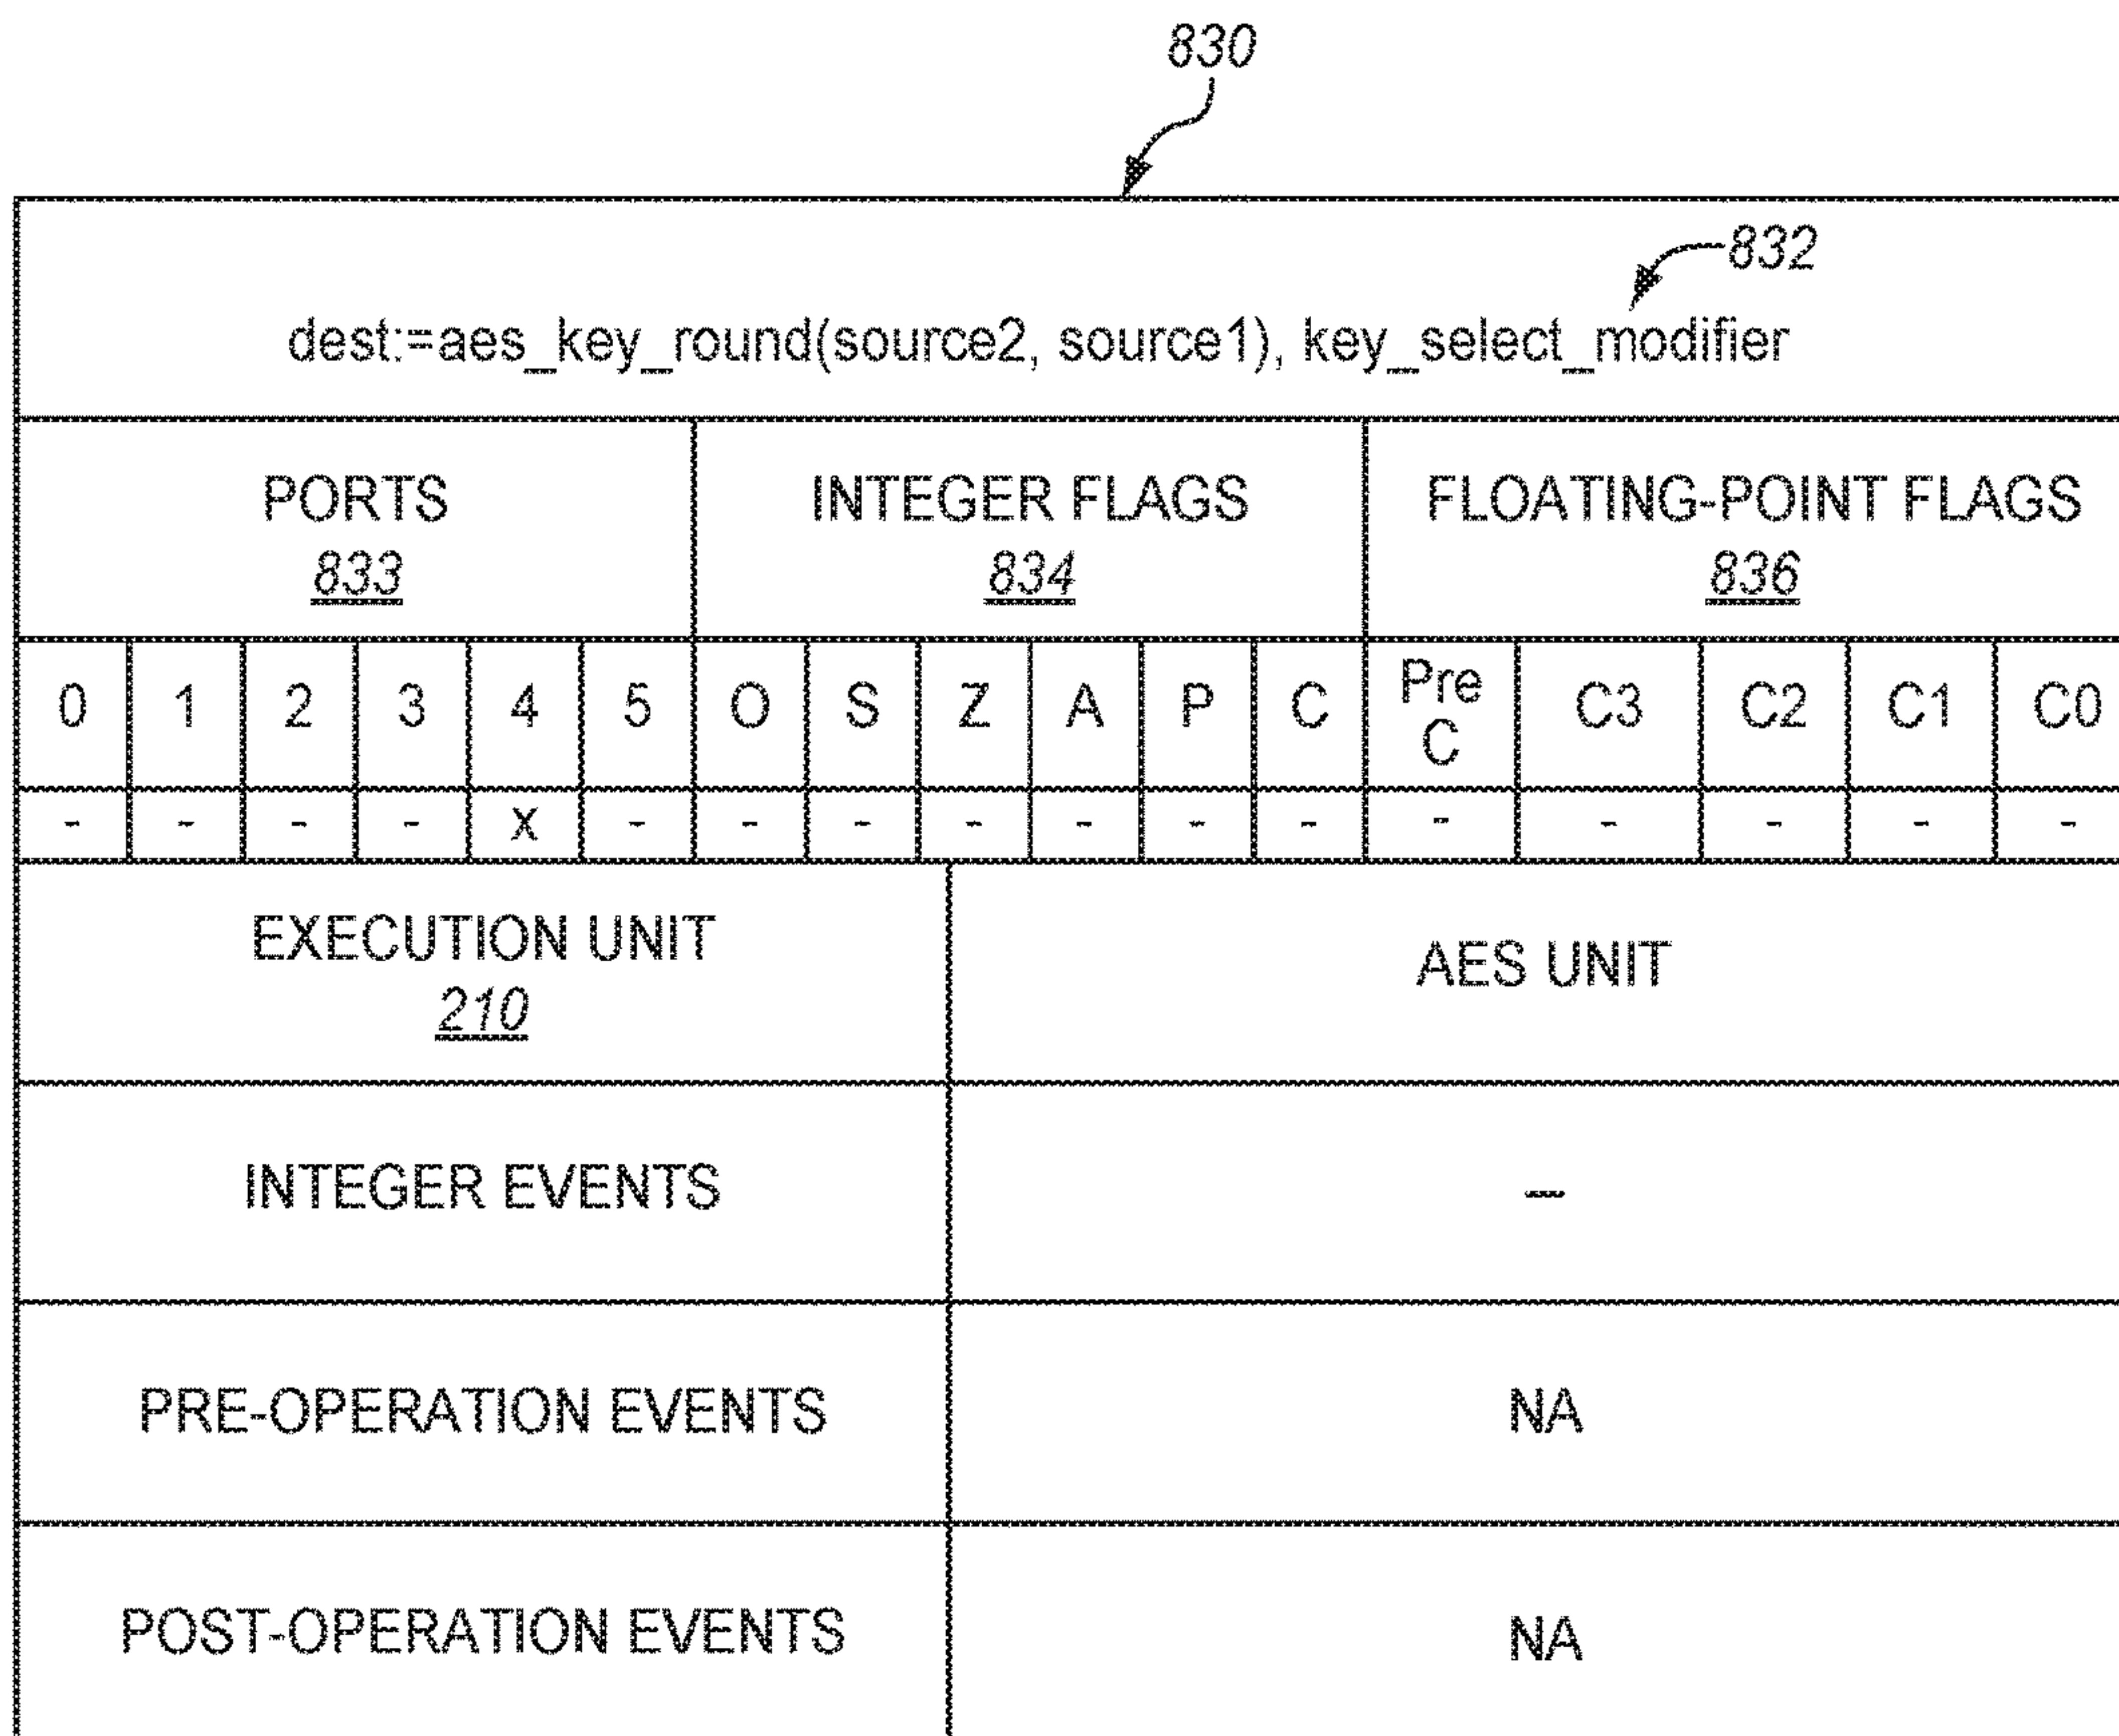 830
832
dest:=aes_key_round(source2, source1), key_select_modifier
PORTS INTEGER FLAGS FLOATING-POINT FLAGS
833 834 836
0 1 2 3 4 5 O S Z A P C Pre C C3 C2 C1 C0
- - - - x - - - - - - - - - - - -
EXECUTION UNIT AES UNIT
210
INTEGER EVENTS –
PRE-OPERATION EVENTS NA
POST-OPERATION EVENTS NA